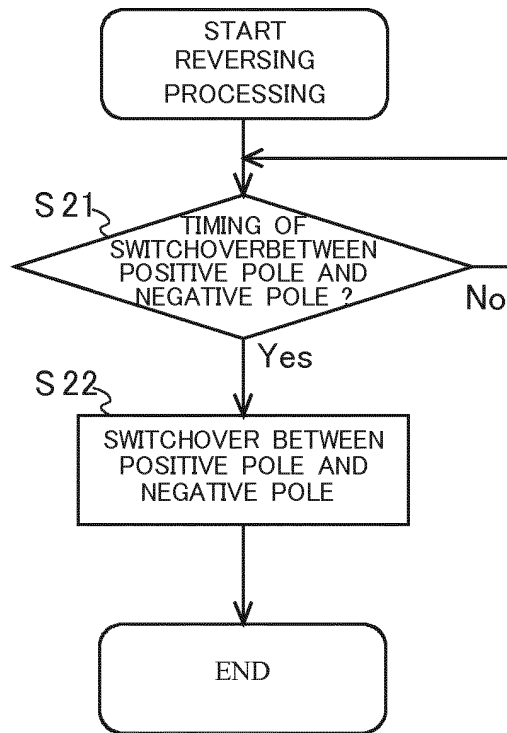 START
REVERSING
PROCESSING
S21
TIMING OF
SWITCHOVERBETWEEN
POSITIVE POLE AND
NEGATIVE POLE ?
No
Yes
S22
SWITCHOVER BETWEEN
POSITIVE POLE AND
NEGATIVE POLE
END